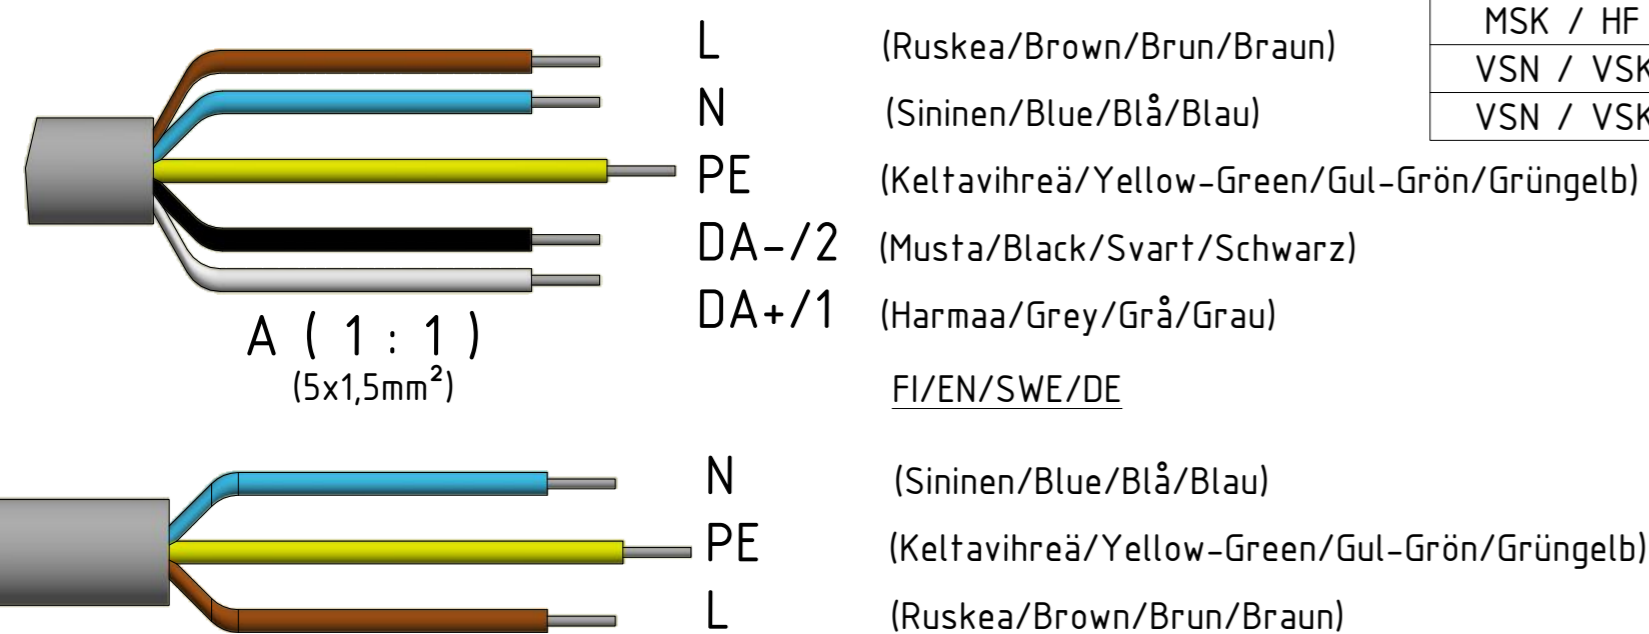 L (Ruskea/Brown/Brun/Braun)
N (Sininen/Blue/Blå/Blau)
PE (Keltavihreä/Yellow-Green/Gul-Grön/Grüngelb)
DA-/2 (Musta/Black/Svart/Schwarz)
DA+/1 (Harmaa/Grey/Grå/Grau)
A ( 1 : 1 )
(5x1,5mm²)
FI/EN/SWE/DE
N (Sininen/Blue/Blå/Blau)
PE (Keltavihreä/Yellow-Green/Gul-Grön/Grüngelb)
L (Ruskea/Brown/Brun/Braun)
MSK / HF
VSN / VSK
VSN / VSK